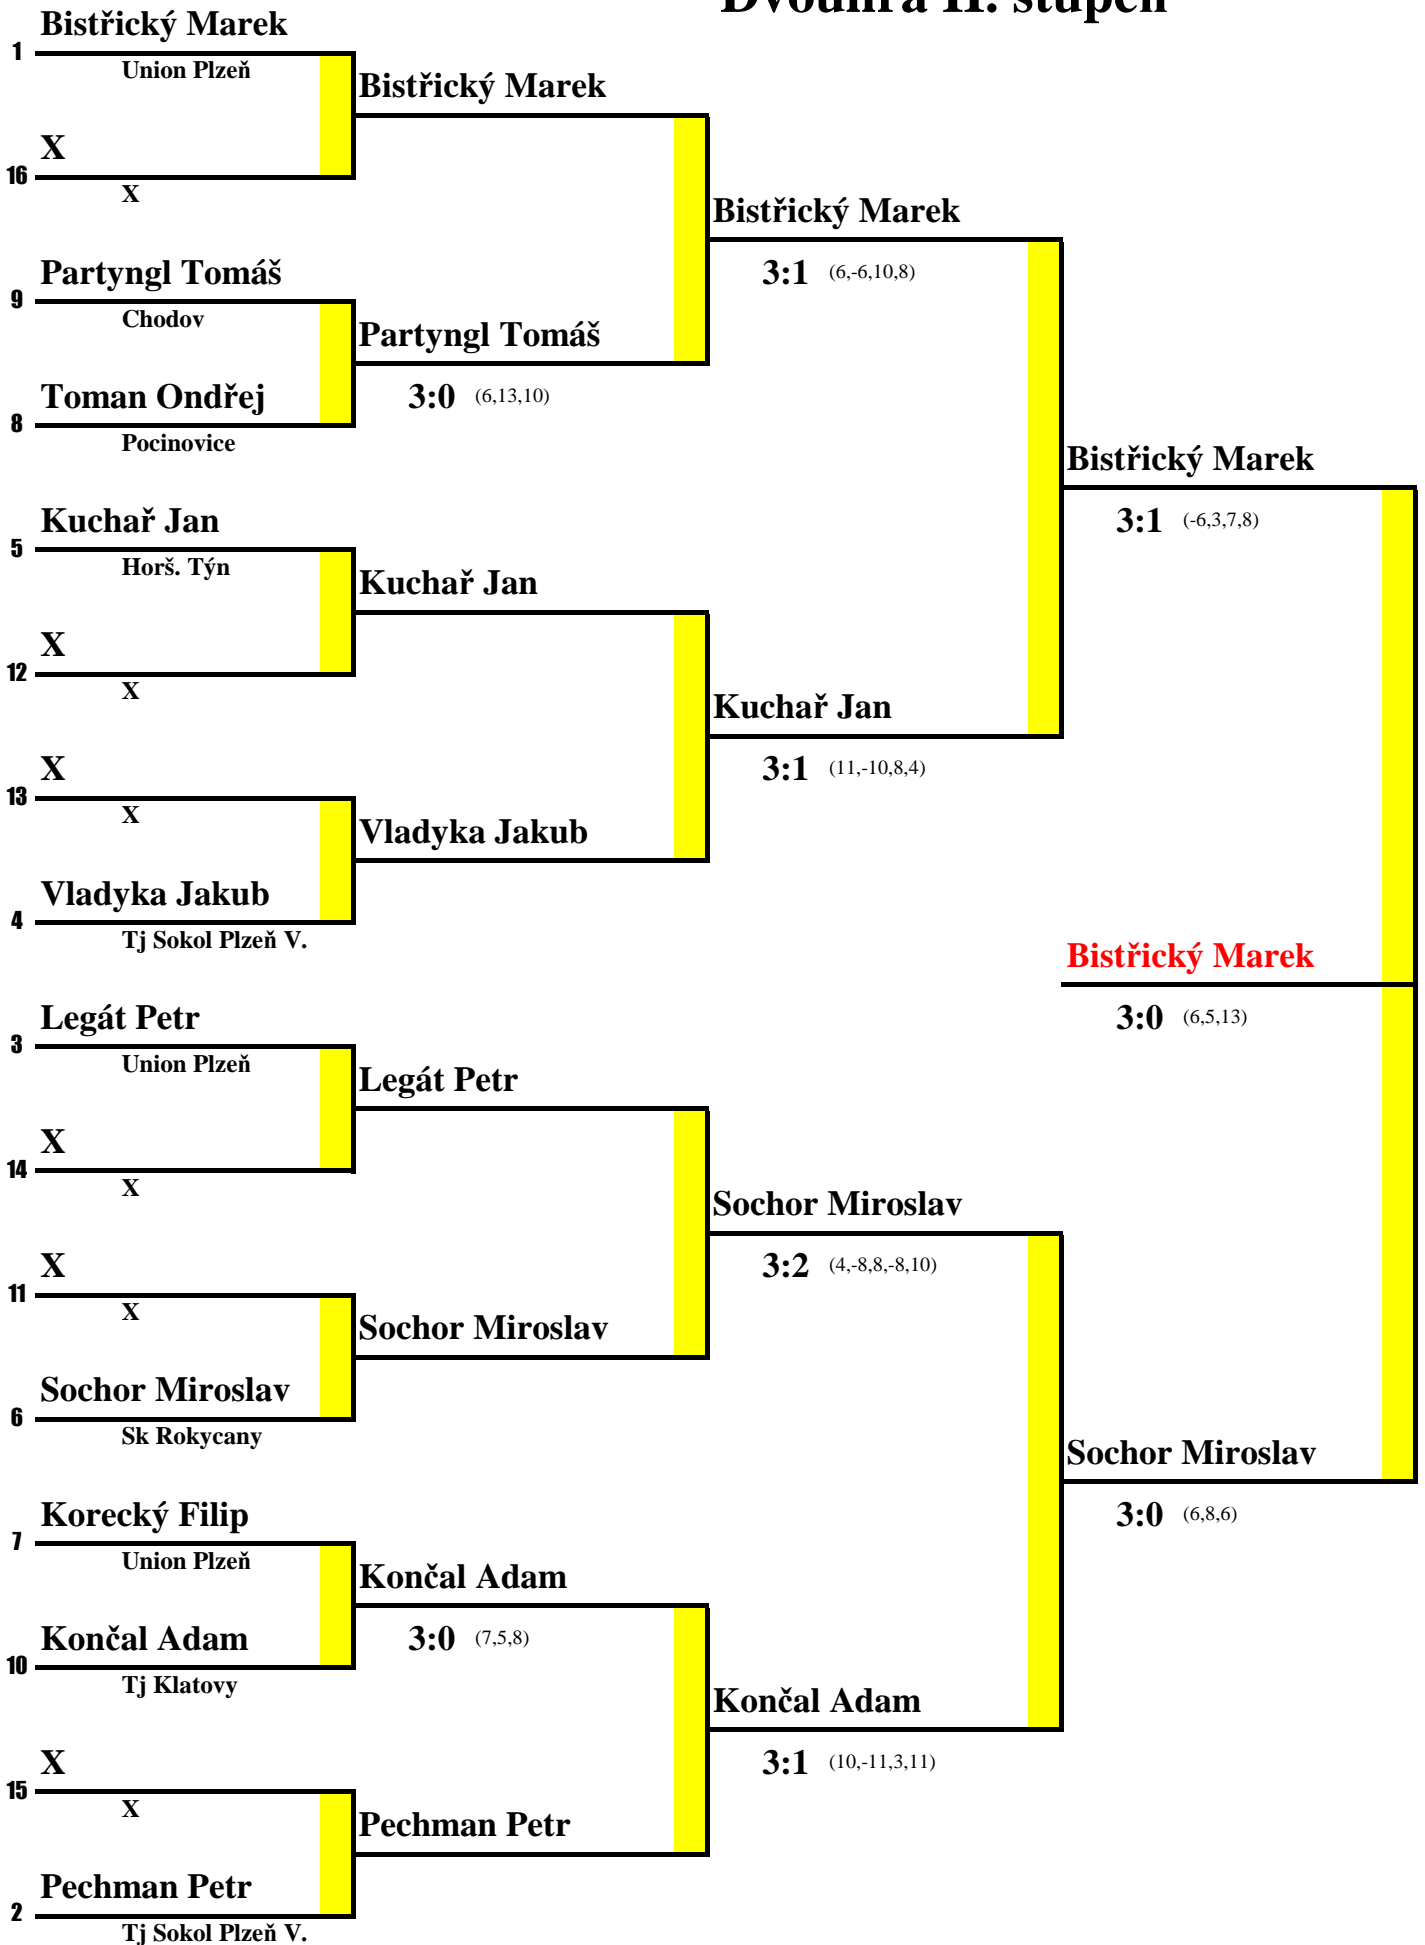 Dvouhra II. stupeň
Bistřický Marek
1
Union Plzeň
Bistřický Marek
X
16
X
Bistřický Marek
3:1 (6,-6,10,8)
Partyngl Tomáš
9
Chodov
Partyngl Tomáš
3:0 (6,13,10)
Toman Ondřej
8
Pocinovice
Bistřický Marek
3:1 (-6,3,7,8)
Kuchař Jan
5
Horš. Týn
Kuchař Jan
X
12
X
Kuchař Jan
3:1 (11,-10,8,4)
X
13
X
Vladyka Jakub
Vladyka Jakub
4
Tj Sokol Plzeň V.
Bistřický Marek
3:0 (6,5,13)
Legát Petr
3
Union Plzeň
Legát Petr
X
14
X
Sochor Miroslav
3:2 (4,-8,8,-8,10)
X
11
X
Sochor Miroslav
Sochor Miroslav
6
Sk Rokycany
Sochor Miroslav
3:0 (6,8,6)
Korecký Filip
7
Union Plzeň
Končal Adam
3:0 (7,5,8)
Končal Adam
10
Tj Klatovy
Končal Adam
3:1 (10,-11,3,11)
X
15
X
Pechman Petr
Pechman Petr
2
Tj Sokol Plzeň V.